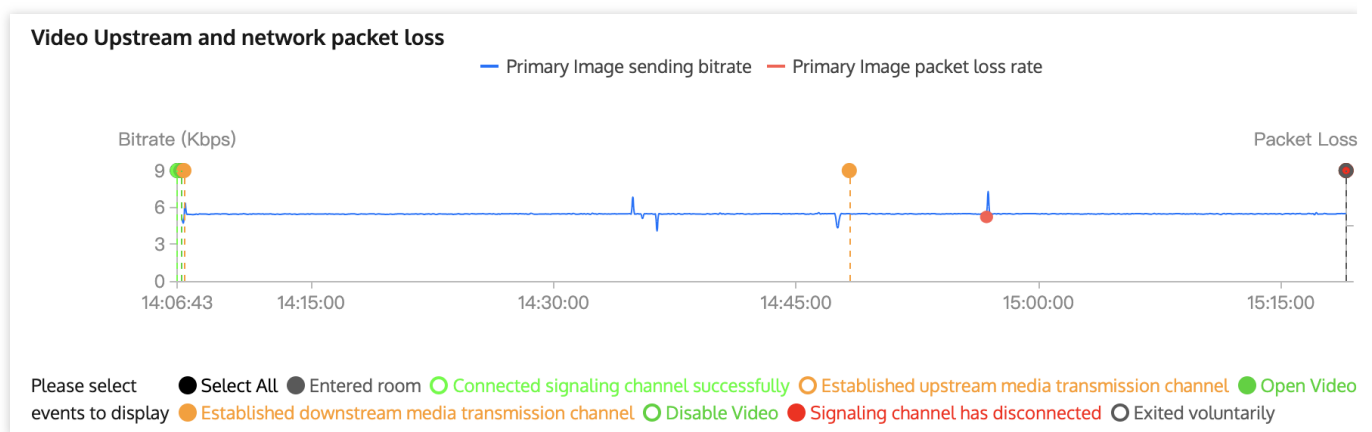 Video Upstream and network packet loss
Primary Image sending bitrate Primary Image packet loss rate
Bitrate (Kbps) Packet Loss
9
6
3
0
14:06:43 14:15:00 14:30:00 14:45:00 15:00:00 15:15:00
Please select Select All Entered room Connected signaling channel successfully Established upstream media transmission channel Open Video
events to display Established downstream media transmission channel Disable Video Signaling channel has disconnected Exited voluntarily